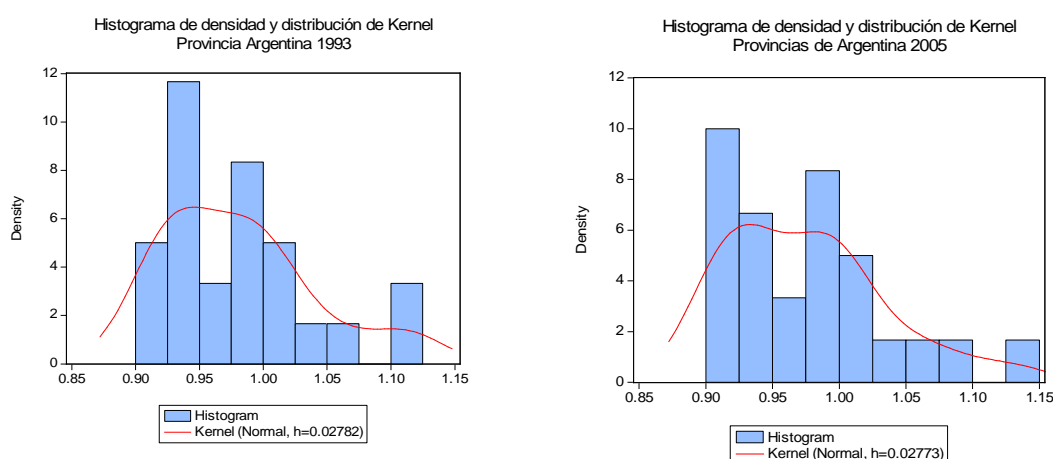 Histograma de densidad y distribución de Kernel
Provincia Argentina 1993
12
10
8
6
4
2
0
Density
0.85 0.90 0.95 1.00 1.05 1.10 1.15
Histogram
Kernel (Normal, h=0.02782)
Histograma de densidad y distribución de Kernel
Provincias de Argentina 2005
12
10
8
6
4
2
0
Density
0.85 0.90 0.95 1.00 1.05 1.10 1.15
Histogram
Kernel (Normal, h=0.02773)